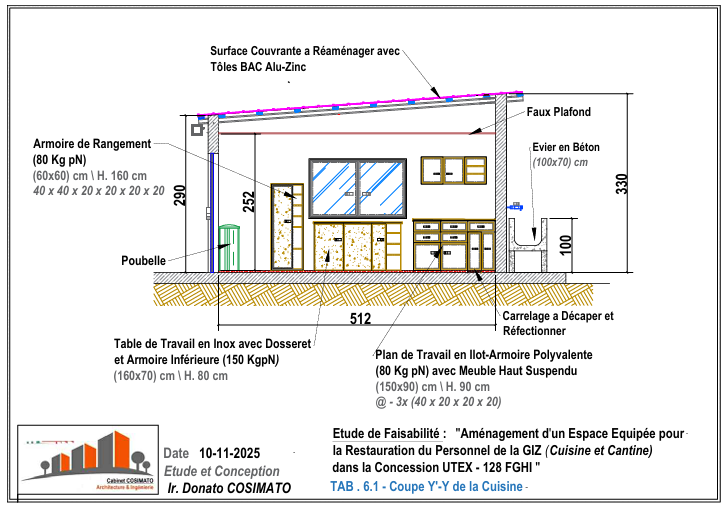 Surface Couvrante a Réaménager avec
Tôles BAC Alu-Zinc
Faux Plafond
Armoire de Rangement
(80 Kg pN)
(60x60) cm \ H. 160 cm
40 x 40 x 20 x 20 x 20 x 20
Evier en Béton
(100x70) cm
290
252
330
100
Poubelle
512
Carrelage a Décaper et
Réfectionner
Table de Travail en Inox avec Dosseret
et Armoire Inférieure (150 KgpN)
(160x70) cm \ H. 80 cm
Plan de Travail en Ilot-Armoire Polyvalente
(80 Kg pN) avec Meuble Haut Suspendu
(150x90) cm \ H. 90 cm
@ - 3x (40 x 20 x 20 x 20)
Cabinet COSIMATO
Architecture & Ingénierie
Date 10-11-2025
Etude et Conception
Ir. Donato COSIMATO
Etude de Faisabilité : "Aménagement d'un Espace Equipée pour
la Restauration du Personnel de la GIZ (Cuisine et Cantine)
dans la Concession UTEX - 128 FGHI "
TAB . 6.1 - Coupe Y'-Y de la Cuisine